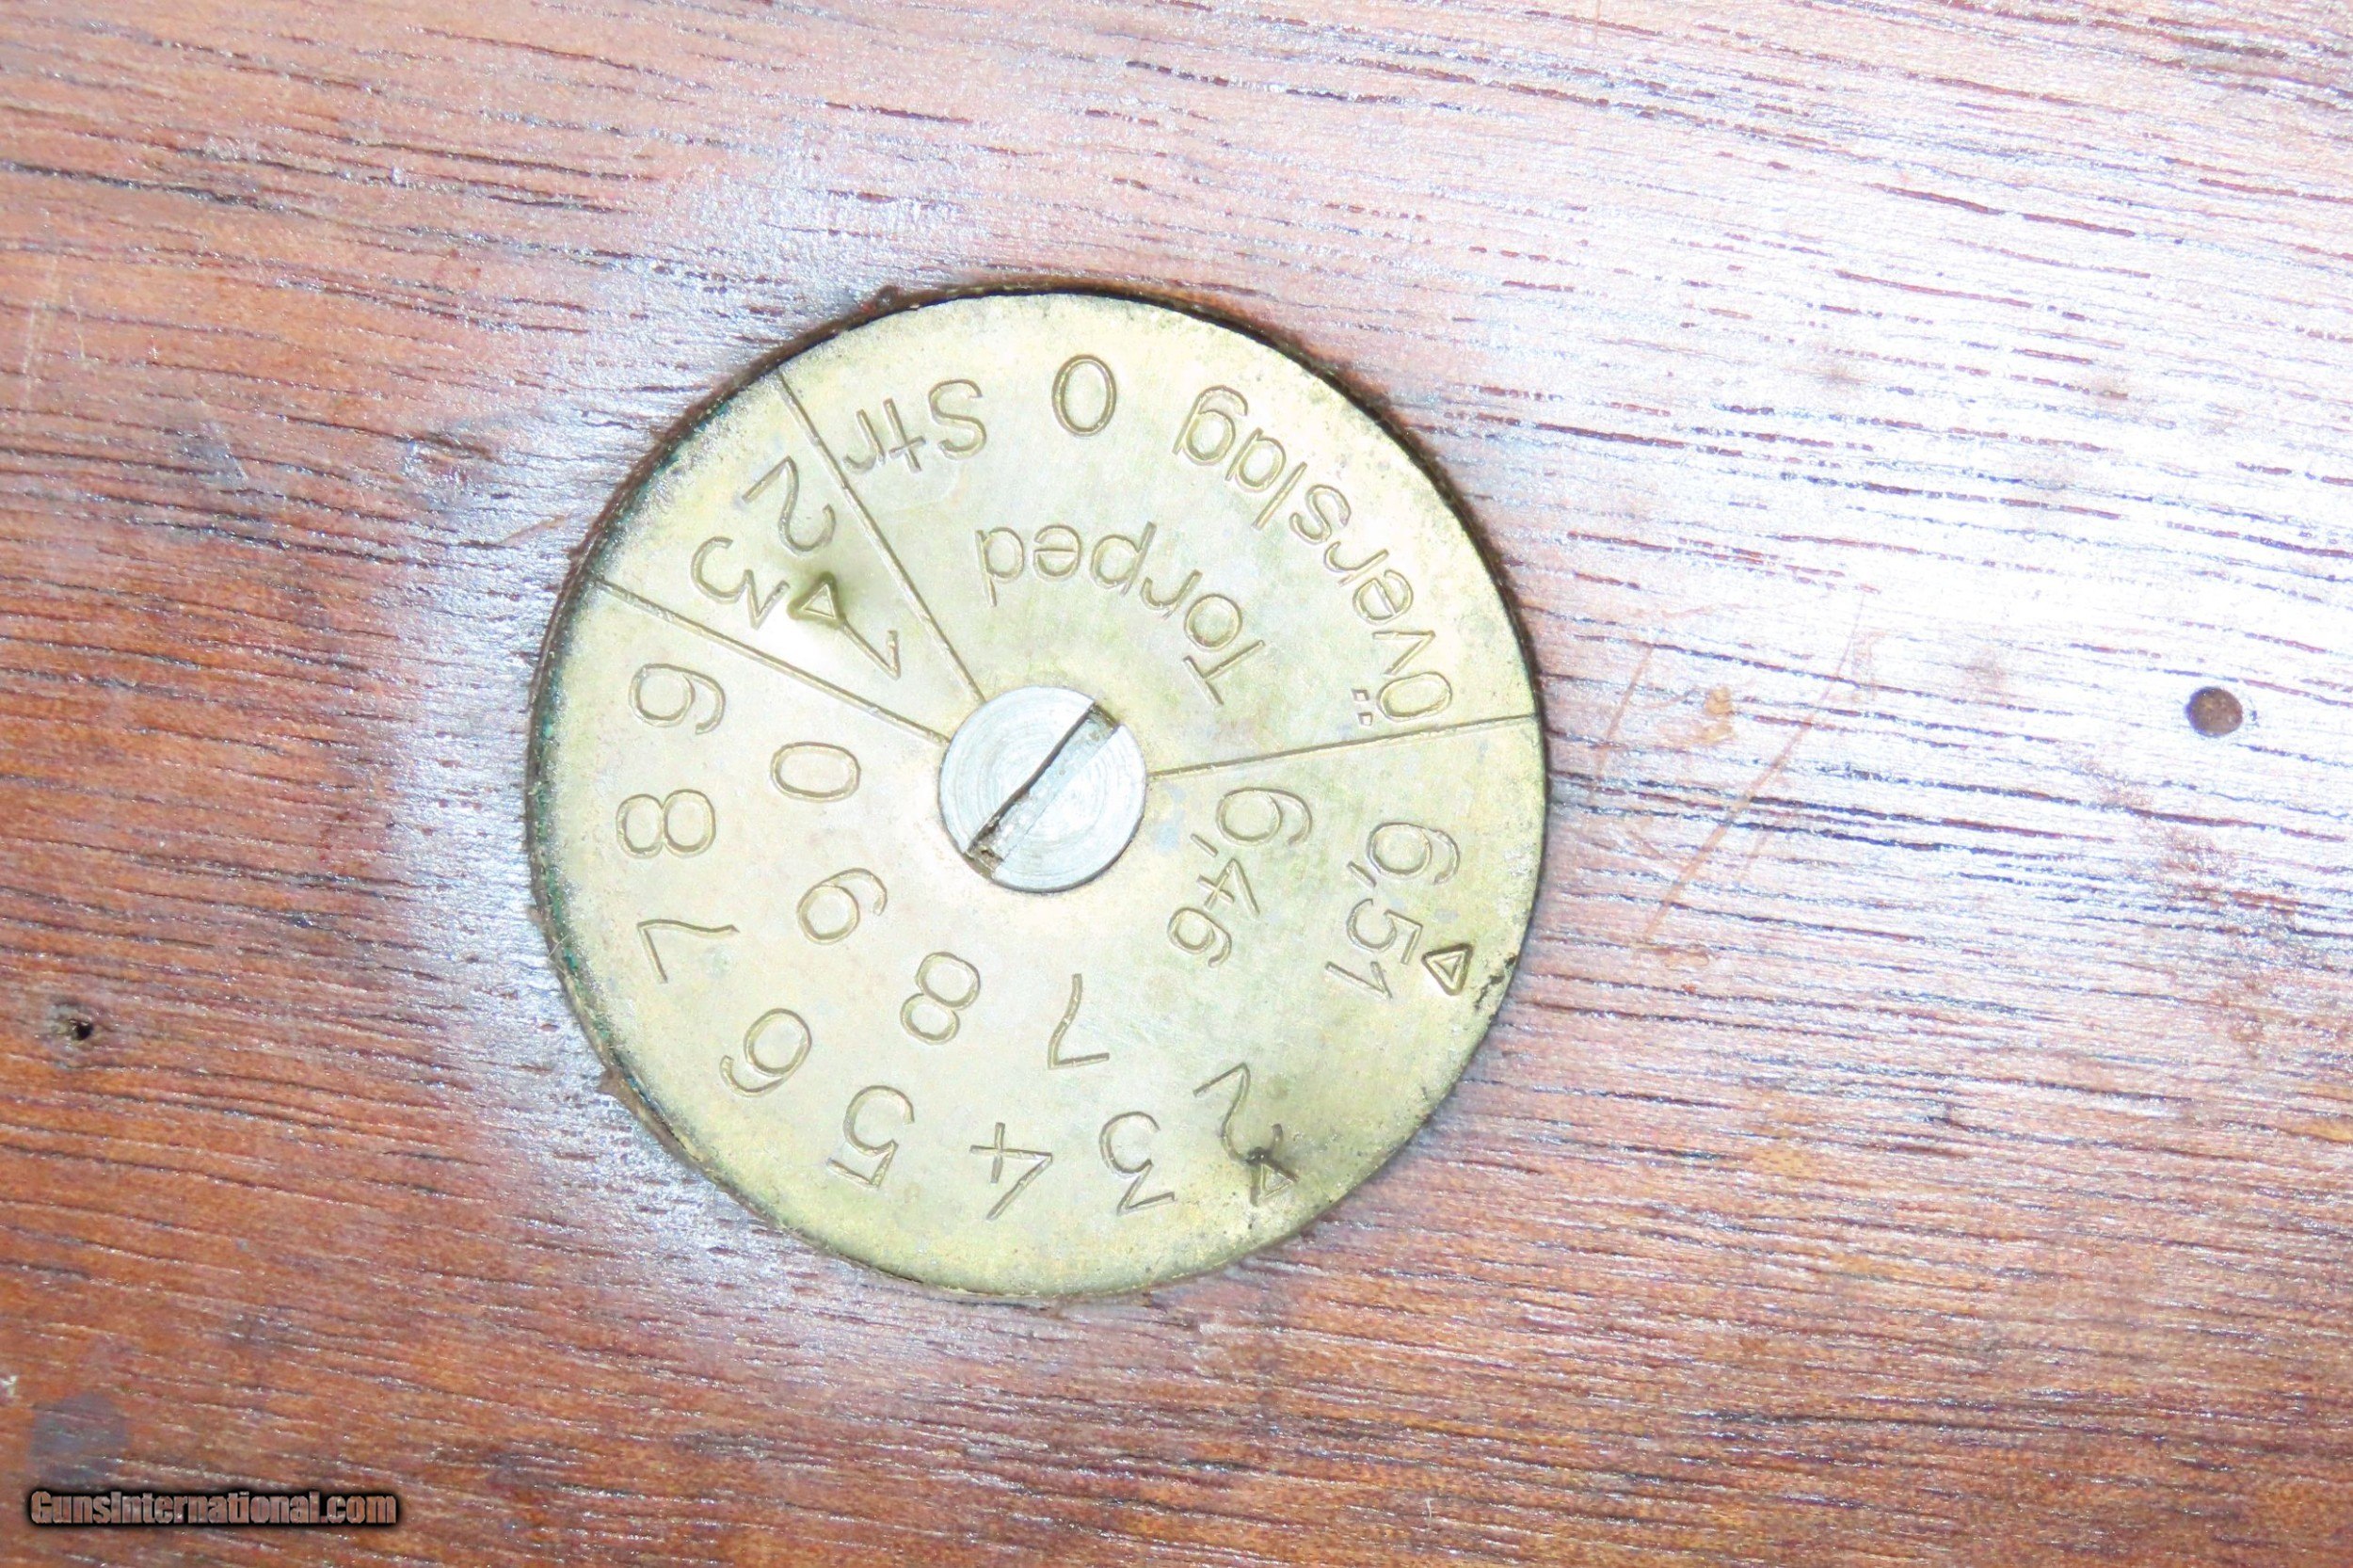 Överslag 0 Str
Torped
2 3
1
6,51 2 3 4 5 6 7 8 9
6,46 7 8 9 0
GunsInternational.com